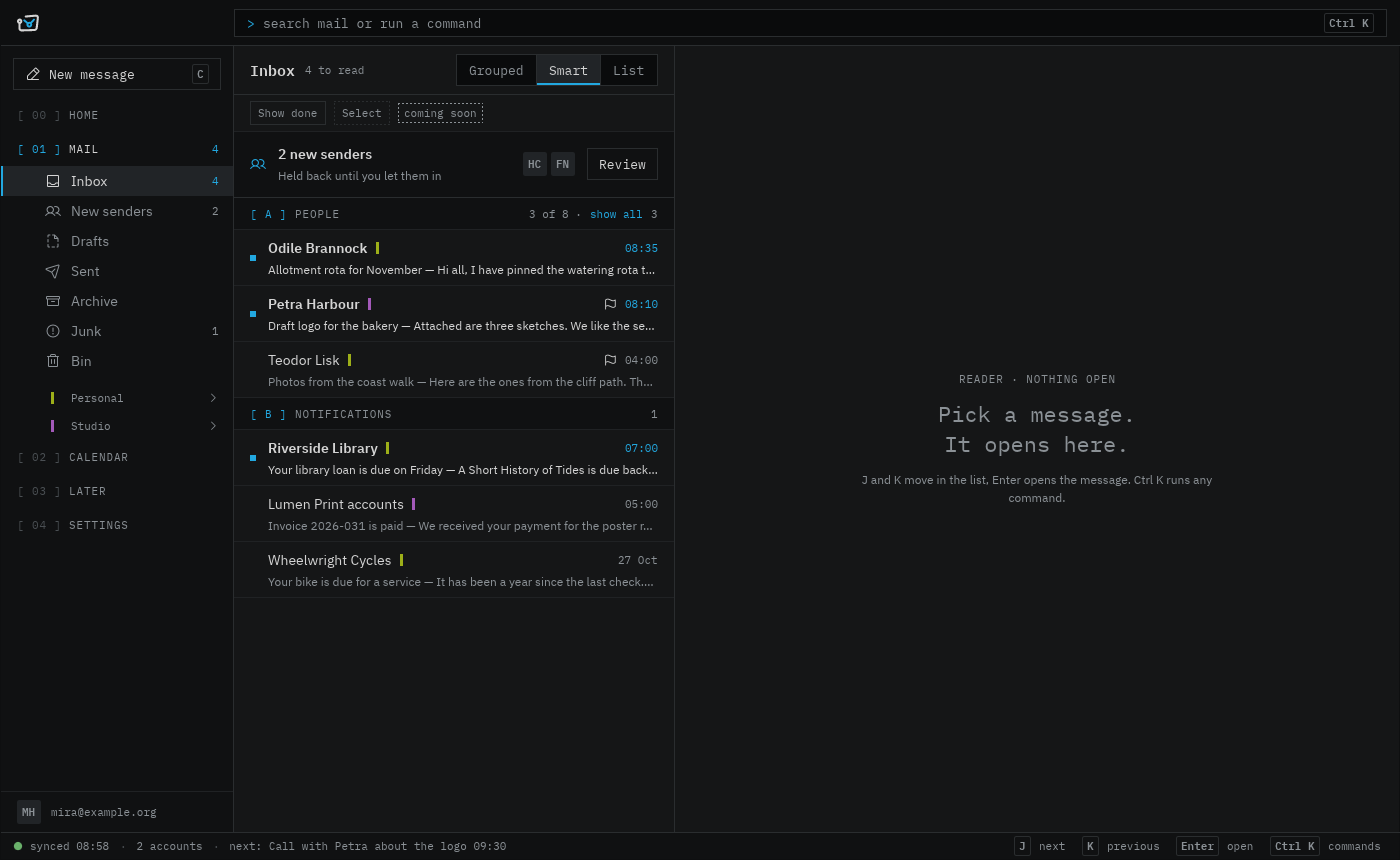 > search mail or run a command Ctrl K
New message C
[ 00 ] HOME
[ 01 ] MAIL 4
Inbox 4
New senders 2
Drafts
Sent
Archive
Junk 1
Bin
Personal
Studio
[ 02 ] CALENDAR
[ 03 ] LATER
[ 04 ] SETTINGS
MH mira@example.org
Inbox 4 to read Grouped Smart List
Show done Select coming soon
2 new senders
Held back until you let them in
HC FN Review
[ A ] PEOPLE 3 of 8 · show all 3
Odile Brannock 08:35
Allotment rota for November — Hi all, I have pinned the watering rota t…
Petra Harbour 08:10
Draft logo for the bakery — Attached are three sketches. We like the se…
Teodor Lisk 04:00
Photos from the coast walk — Here are the ones from the cliff path. Th…
[ B ] NOTIFICATIONS 1
Riverside Library 07:00
Your library loan is due on Friday — A Short History of Tides is due back…
Lumen Print accounts 05:00
Invoice 2026-031 is paid — We received your payment for the poster r…
Wheelwright Cycles 27 Oct
Your bike is due for a service — It has been a year since the last check.…
READER · NOTHING OPEN
Pick a message.
It opens here.
J and K move in the list, Enter opens the message. Ctrl K runs any
command.
synced 08:58 · 2 accounts · next: Call with Petra about the logo 09:30
J next K previous Enter open Ctrl K commands